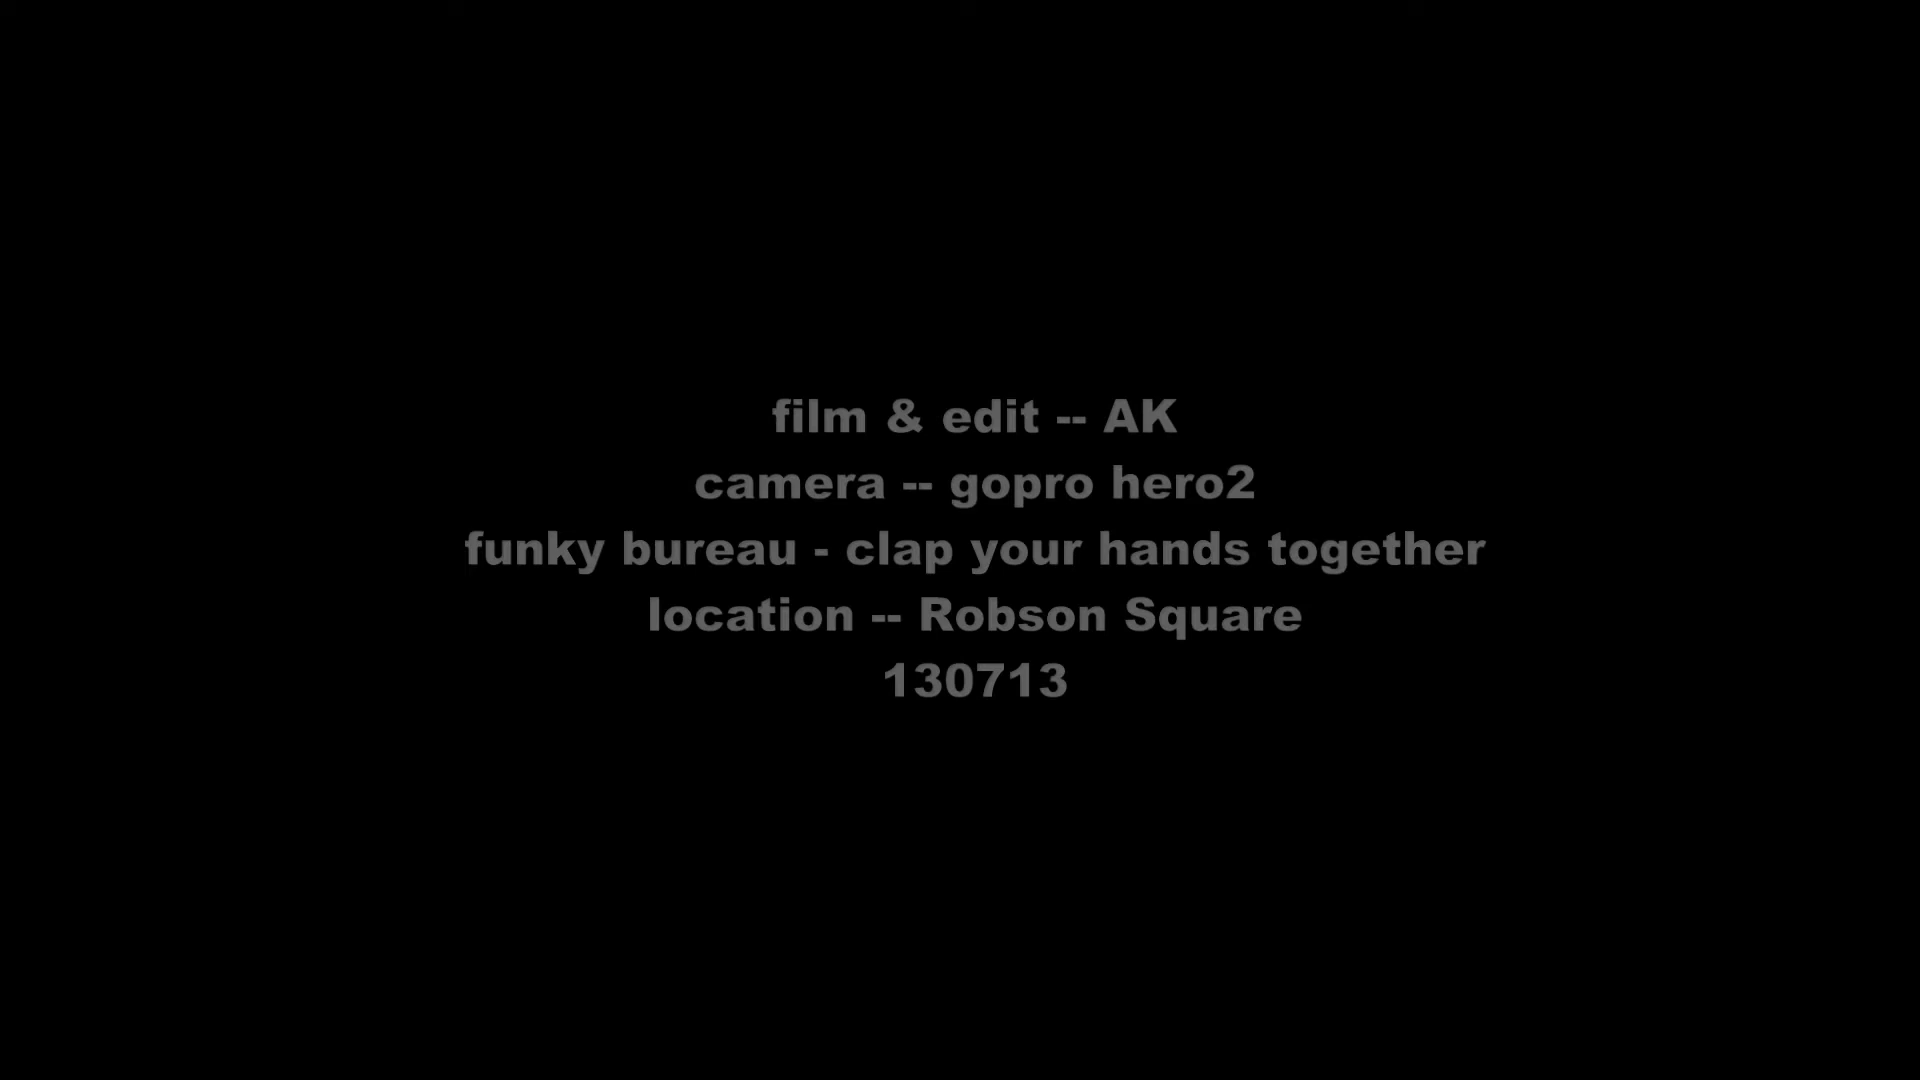 film & edit -- AK
camera -- gopro hero2
funky bureau - clap your hands together
location -- Robson Square
130713